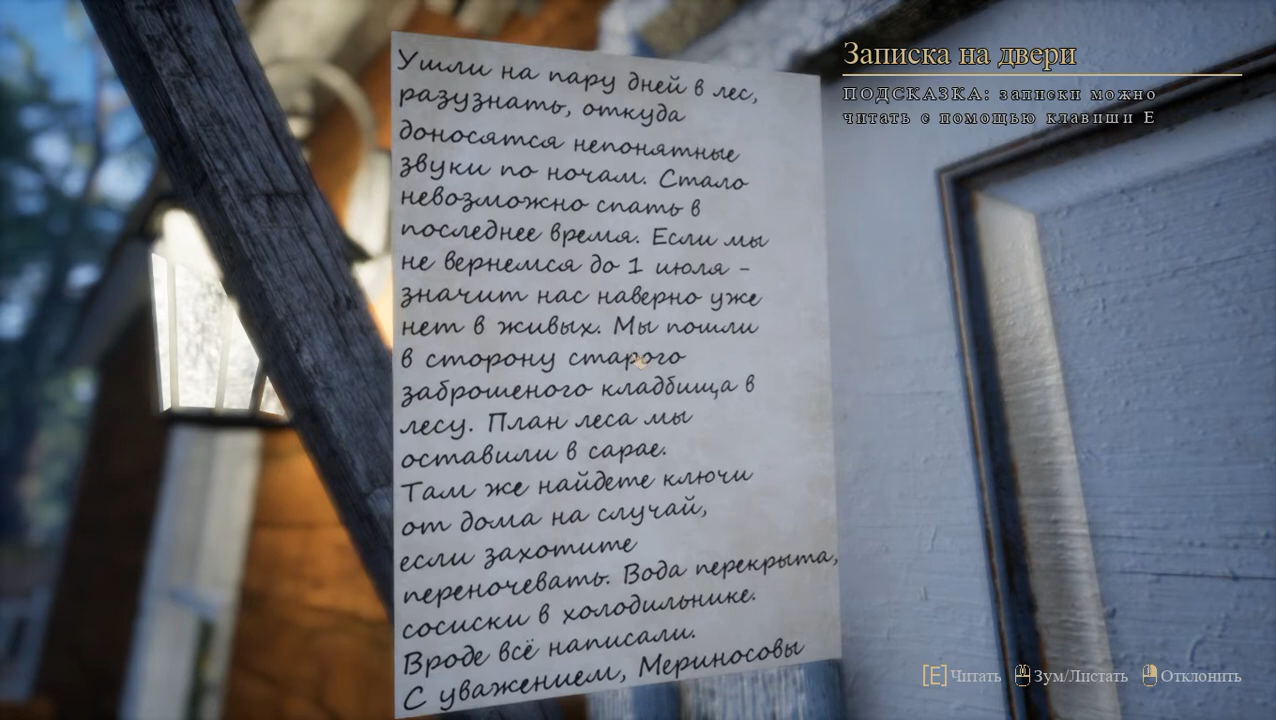 Записка на двери
ПОДСКАЗКА: записки можно
читать с помощью клавиши Е
Ушли на пару дней в лес,
разузнать, откуда
доносятся непонятные
звуки по ночам. Стало
невозможно спать в
последнее время. Если мы
не вернемся до 1 июля -
значит нас наверно уже
нет в живых. Мы пошли
в сторону старого
заброшеного кладбища в
лесу. План леса мы
оставили в сарае.
Там же найдете ключи
от дома на случай,
если захотите
переночевать. Вода перекрыта,
сосиски в холодильнике.
Вроде всё написали.
С уважением, Мериносовы
[E] Читать Зум/Листать Отклонить